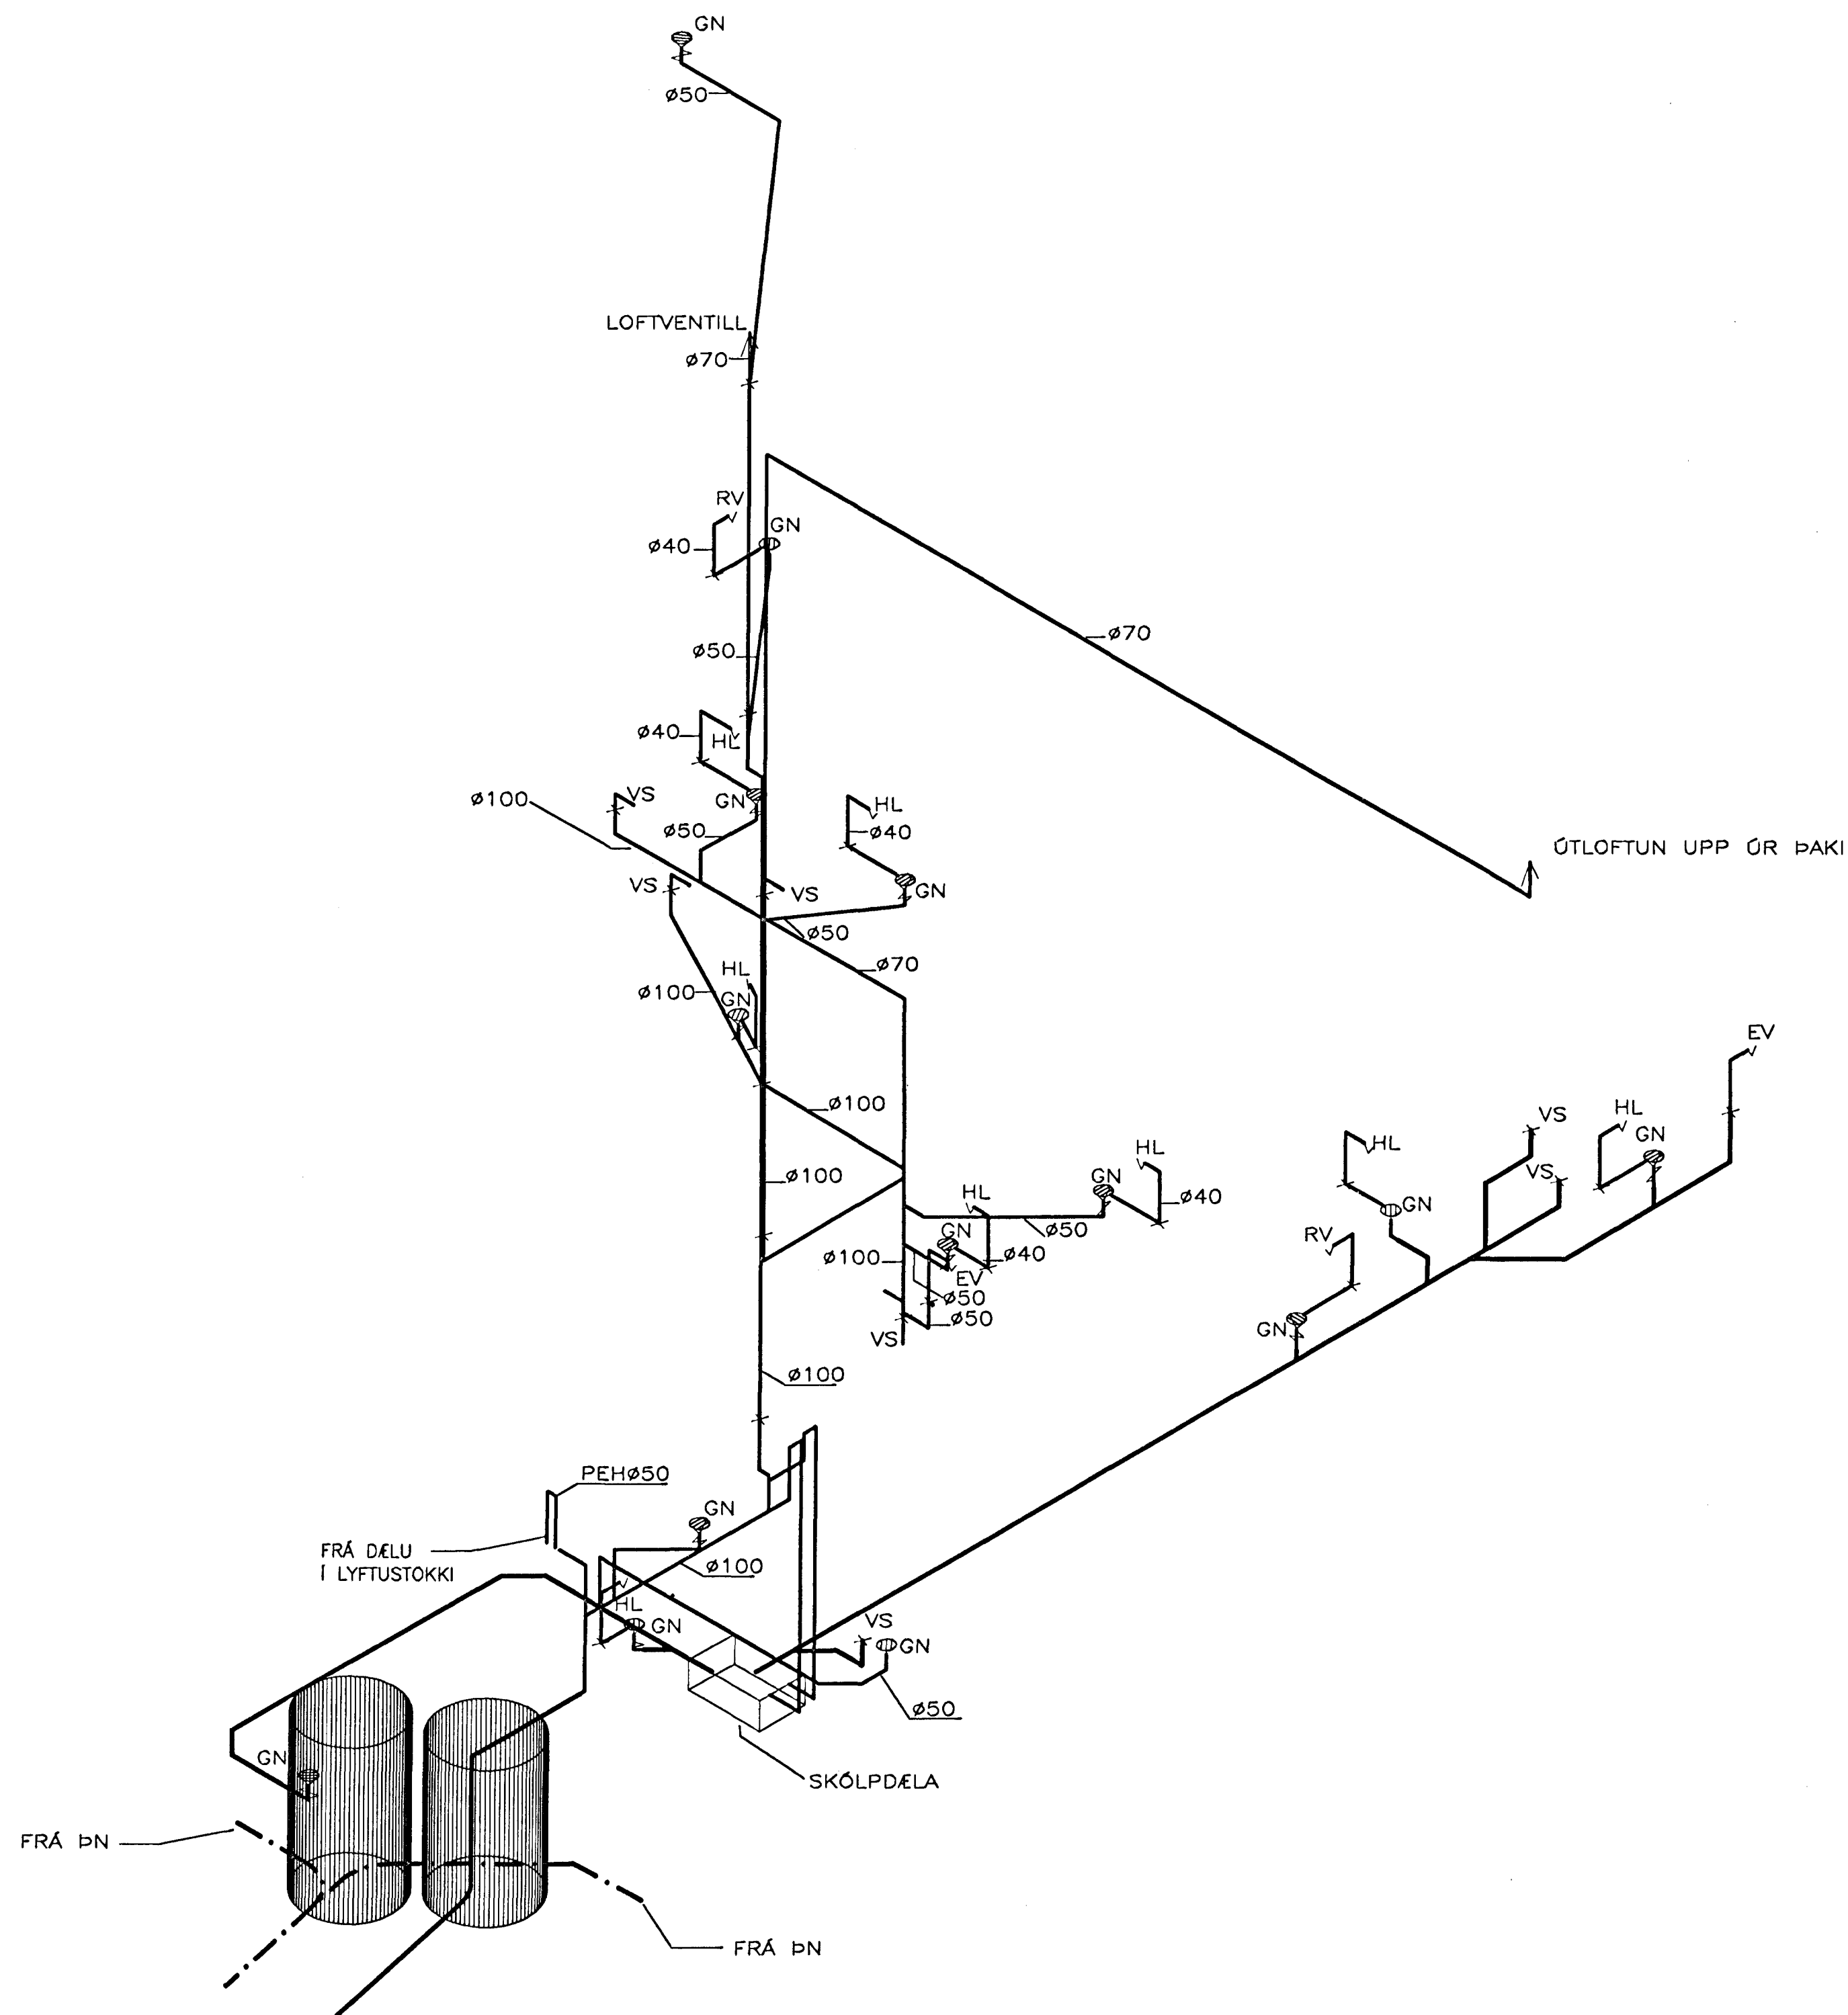 GN
ø50
LOFTVENTILL
ø70
RV
GN
ø40
ø70
ø50
ø40
HL
VS
GN
ø100
HL
ø50
ø40
ÚTLOFTUN UPP ÚR ÞAKI
VS
VS
GN
ø50
ø70
HL
ø100
GN
EV
ø100
VS
HL
GN
HL
HL
ø100
VS
GN
HL
ø40
GN
ø50
GN
RV
ø100
ø40
EV
ø50
ø50
GN
VS
ø100
PEHø50
GN
FRÁ DÆLU
Í LYFTUSTOKKI
ø100
HL
GN
VS
GN
ø50
GN
SKÓLPDÆLA
FRÁ ÞN
FRÁ ÞN